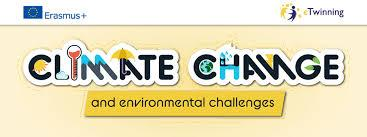 Erasmus+
eTwinning
CLIMATE CHANGE
and environmental challenges